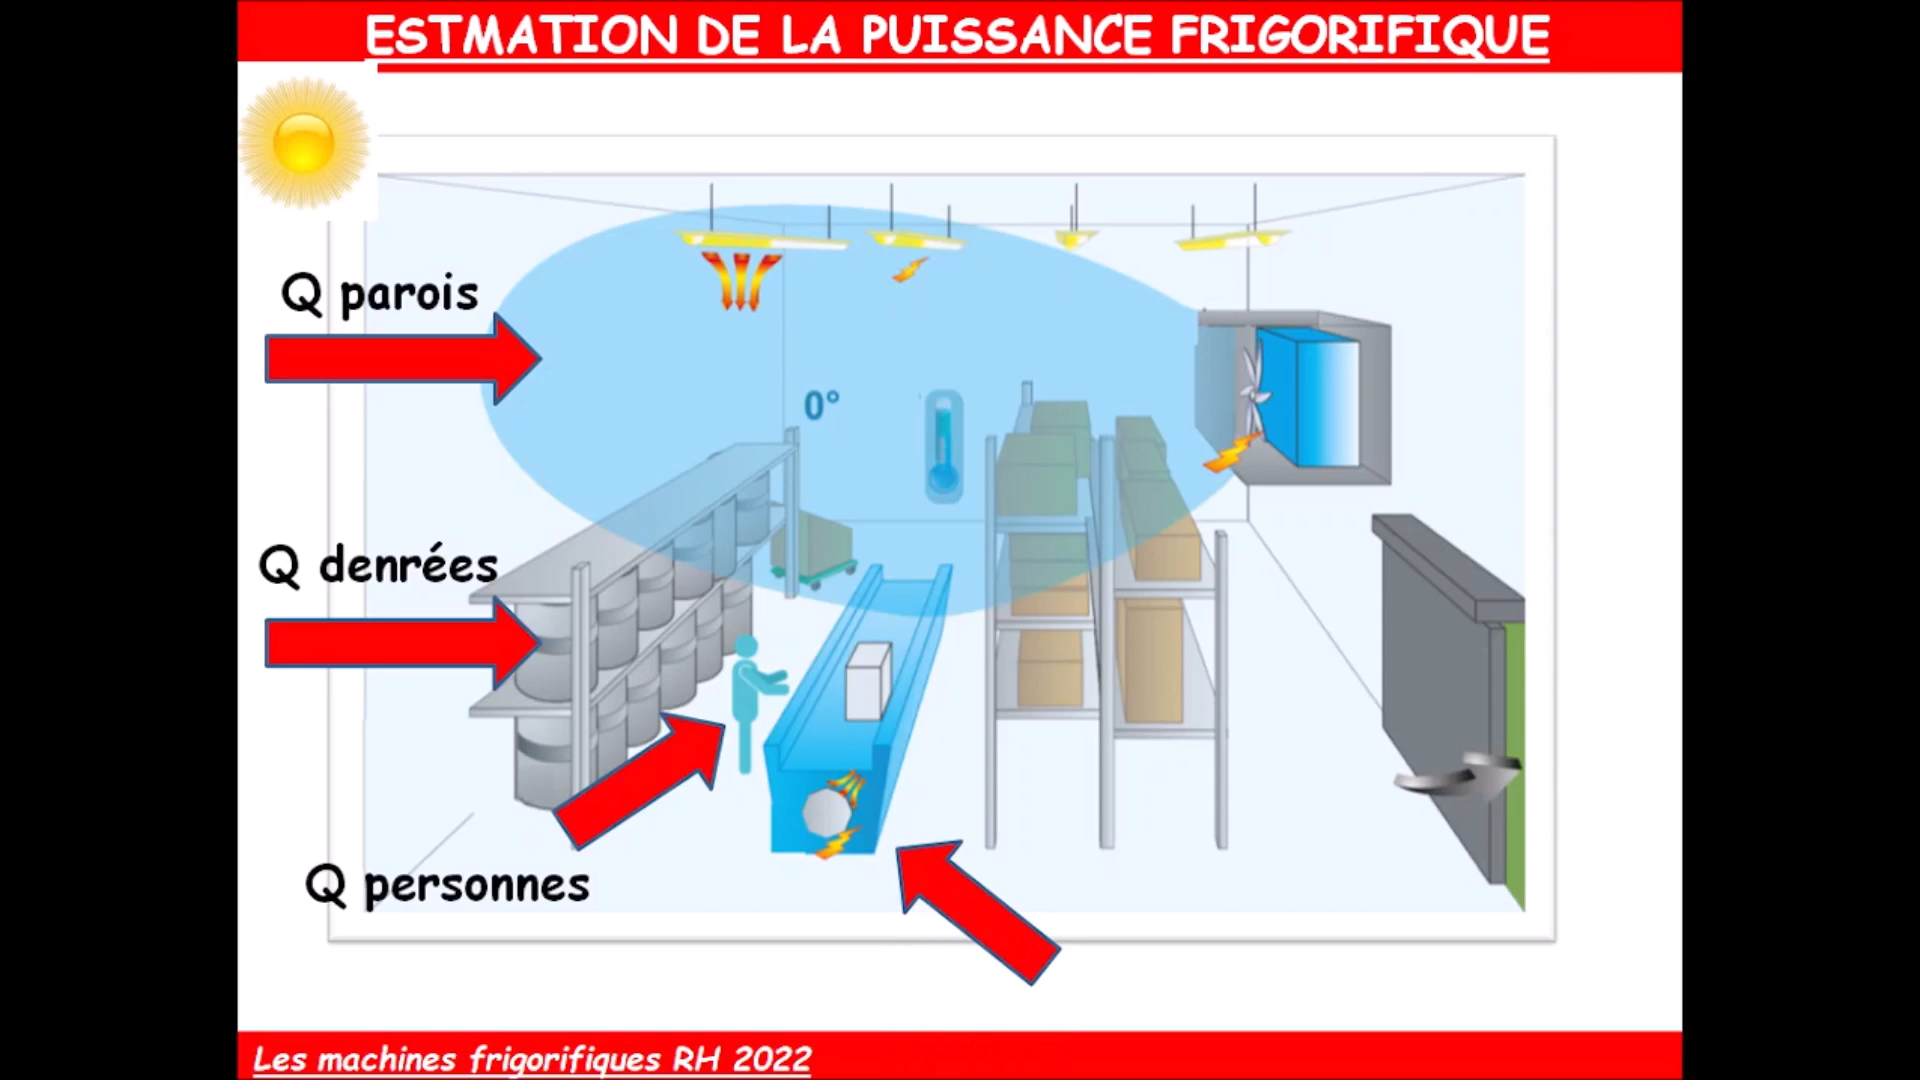 ESTMATION DE LA PUISSANCE FRIGORIFIQUE
Q parois
0°
Q denrées
Q personnes
Les machines frigorifiques RH 2022